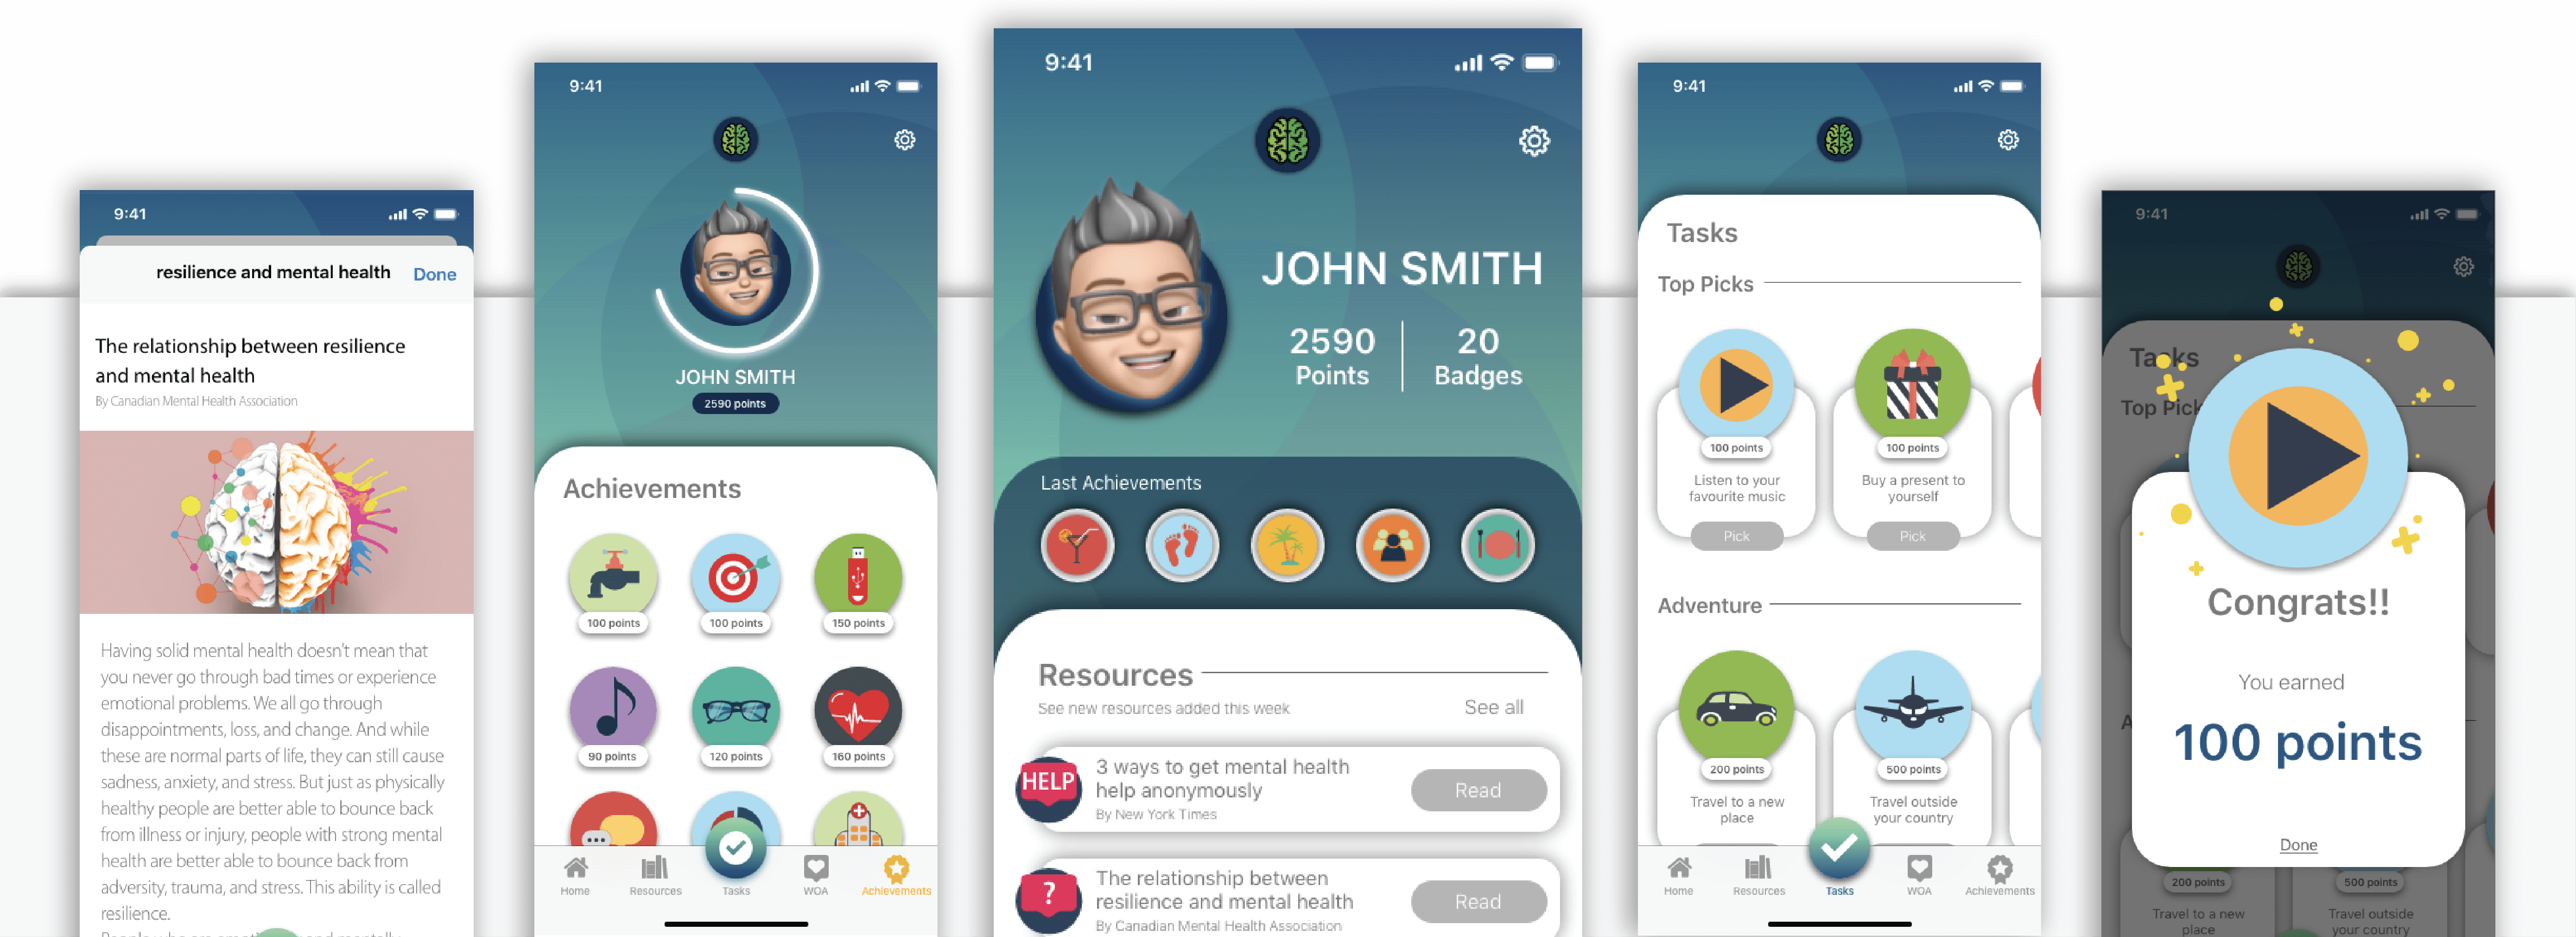 9:41
resilience and mental health
Done
The relationship between resilience
and mental health
By Canadian Mental Health Association
Having solid mental health doesn't mean that
you never go through bad times or experience
emotional problems. We all go through
disappointments, loss, and change. And while
these are normal parts of life, they can still cause
sadness, anxiety, and stress. But just as physically
healthy people are better able to bounce back
from illness or injury, people with strong mental
health are better able to bounce back from
adversity, trauma, and stress. This ability is called
resilience.
9:41
JOHN SMITH
2590 points
Achievements
100 points
100 points
150 points
90 points
120 points
160 points
Home
Resources
Tasks
WOA
Achievements
9:41
JOHN SMITH
2590
Points
20
Badges
Last Achievements
Resources
See new resources added this week
See all
HELP
3 ways to get mental health
help anonymously
By New York Times
Read
?
The relationship between
resilience and mental health
By Canadian Mental Health Association
Read
9:41
Tasks
Top Picks
100 points
100 points
Listen to your
favourite music
Buy a present to
yourself
Pick
Pick
Adventure
200 points
500 points
Travel to a new
place
Travel outside
your country
Home
Resources
Tasks
WOA
Achievements
9:41
Tasks
Top Pick
Congrats!!
You earned
100 points
Done
200 points
500 points
Travel to a new
place
Travel outside
your country